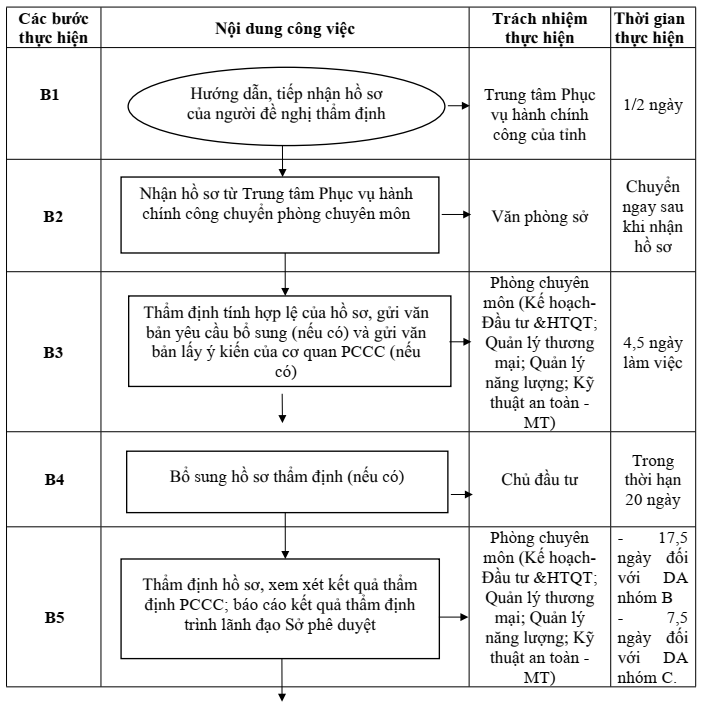 Các bước
thực hiện
Nội dung công việc
Trách nhiệm
thực hiện
Thời gian
thực hiện
B1
Hướng dẫn, tiếp nhận hồ sơ
của người đề nghị thẩm định
Trung tâm Phục
vụ hành chính
công của tỉnh
1/2 ngày
B2
Nhận hồ sơ từ Trung tâm Phục vụ hành
chính công chuyển phòng chuyên môn
Văn phòng sở
Chuyển
ngay sau
khi nhận
hồ sơ
B3
Thẩm định tính hợp lệ của hồ sơ, gửi văn
bản yêu cầu bổ sung (nếu có) và gửi văn
bản lấy ý kiến của cơ quan PCCC (nếu
có)
Phòng chuyên
môn (Kế hoạch-
Đầu tư &HTQT;
Quản lý thương
mại; Quản lý
năng lượng; Kỹ
thuật an toàn -
MT)
4,5 ngày
làm việc
B4
Bổ sung hồ sơ thẩm định (nếu có)
Chủ đầu tư
Trong
thời hạn
20 ngày
B5
Thẩm định hồ sơ, xem xét kết quả thẩm
định PCCC; báo cáo kết quả thẩm định
trình lãnh đạo Sở phê duyệt
Phòng chuyên
môn (Kế hoạch-
Đầu tư &HTQT;
Quản lý thương
mại; Quản lý
năng lượng; Kỹ
thuật an toàn -
MT)
- 17,5
ngày đối
với DA
nhóm B
- 7,5
ngày đối
với DA
nhóm C.